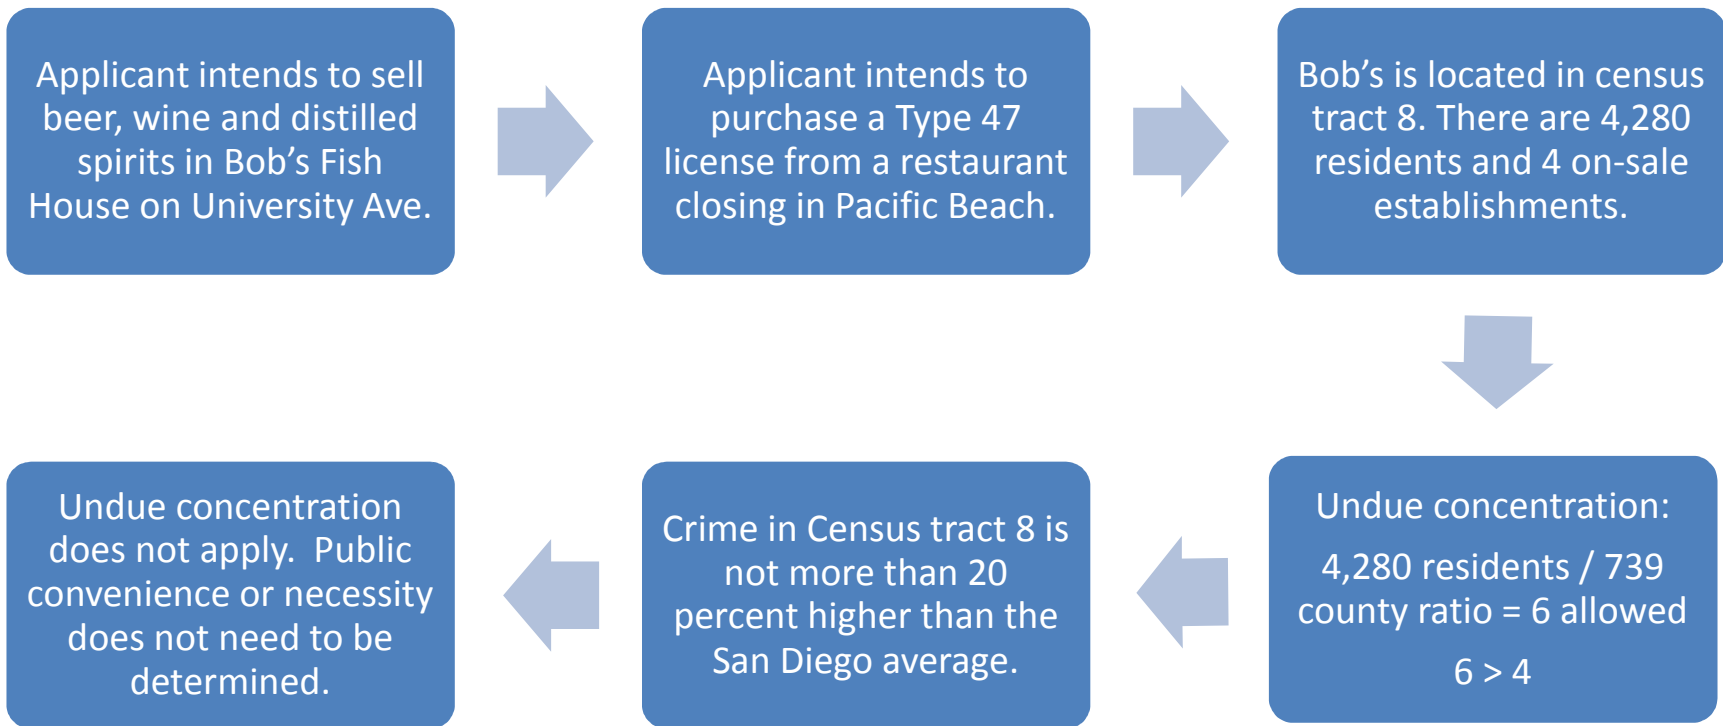 Applicant intends to sell
beer, wine and distilled
spirits in Bob’s Fish
House on University Ave.
Applicant intends to
purchase a Type 47
license from a restaurant
closing in Pacific Beach.
Bob’s is located in census
tract 8. There are 4,280
residents and 4 on-sale
establishments.
Undue concentration:
4,280 residents / 739
county ratio = 6 allowed
6 > 4
Crime in Census tract 8 is
not more than 20
percent higher than the
San Diego average.
Undue concentration
does not apply.  Public
convenience or necessity
does not need to be
determined.